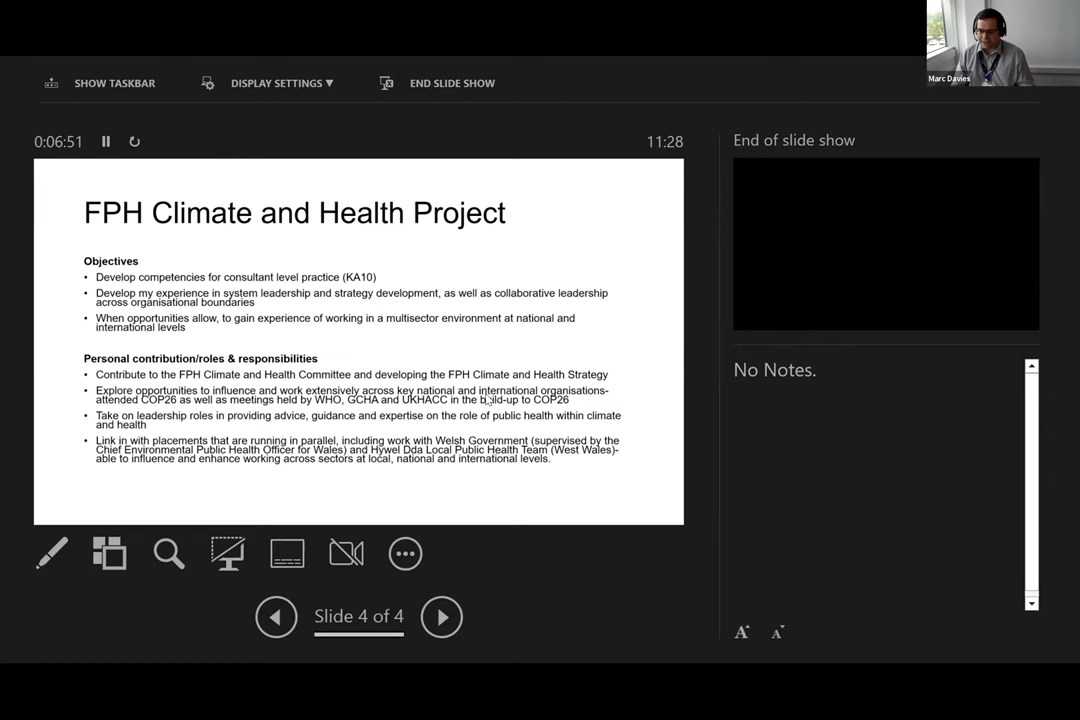 Marc Davies
SHOW TASKBAR
DISPLAY SETTINGS ▼
END SLIDE SHOW
0:06:51
11:28
End of slide show
FPH Climate and Health Project
Objectives
• Develop competencies for consultant level practice (KA10)
• Develop my experience in system leadership and strategy development, as well as collaborative leadership
across organisational boundaries
• When opportunities allow, to gain experience of working in a multisector environment at national and
international levels
Personal contribution/roles & responsibilities
• Contribute to the FPH Climate and Health Committee and developing the FPH Climate and Health Strategy
• Explore opportunities to influence and work extensively across key national and international organisations-
attended COP26 as well as meetings held by WHO, GCHA and UKHACC in the build-up to COP26
• Take on leadership roles in providing advice, guidance and expertise on the role of public health within climate
and health
• Link in with placements that are running in parallel, including work with Welsh Government (supervised by the
Chief Environmental Public Health Officer for Wales) and Hywel Dda Local Public Health Team (West Wales)-
able to influence and enhance working across sectors at local, national and international levels.
No Notes.
Slide 4 of 4
A A